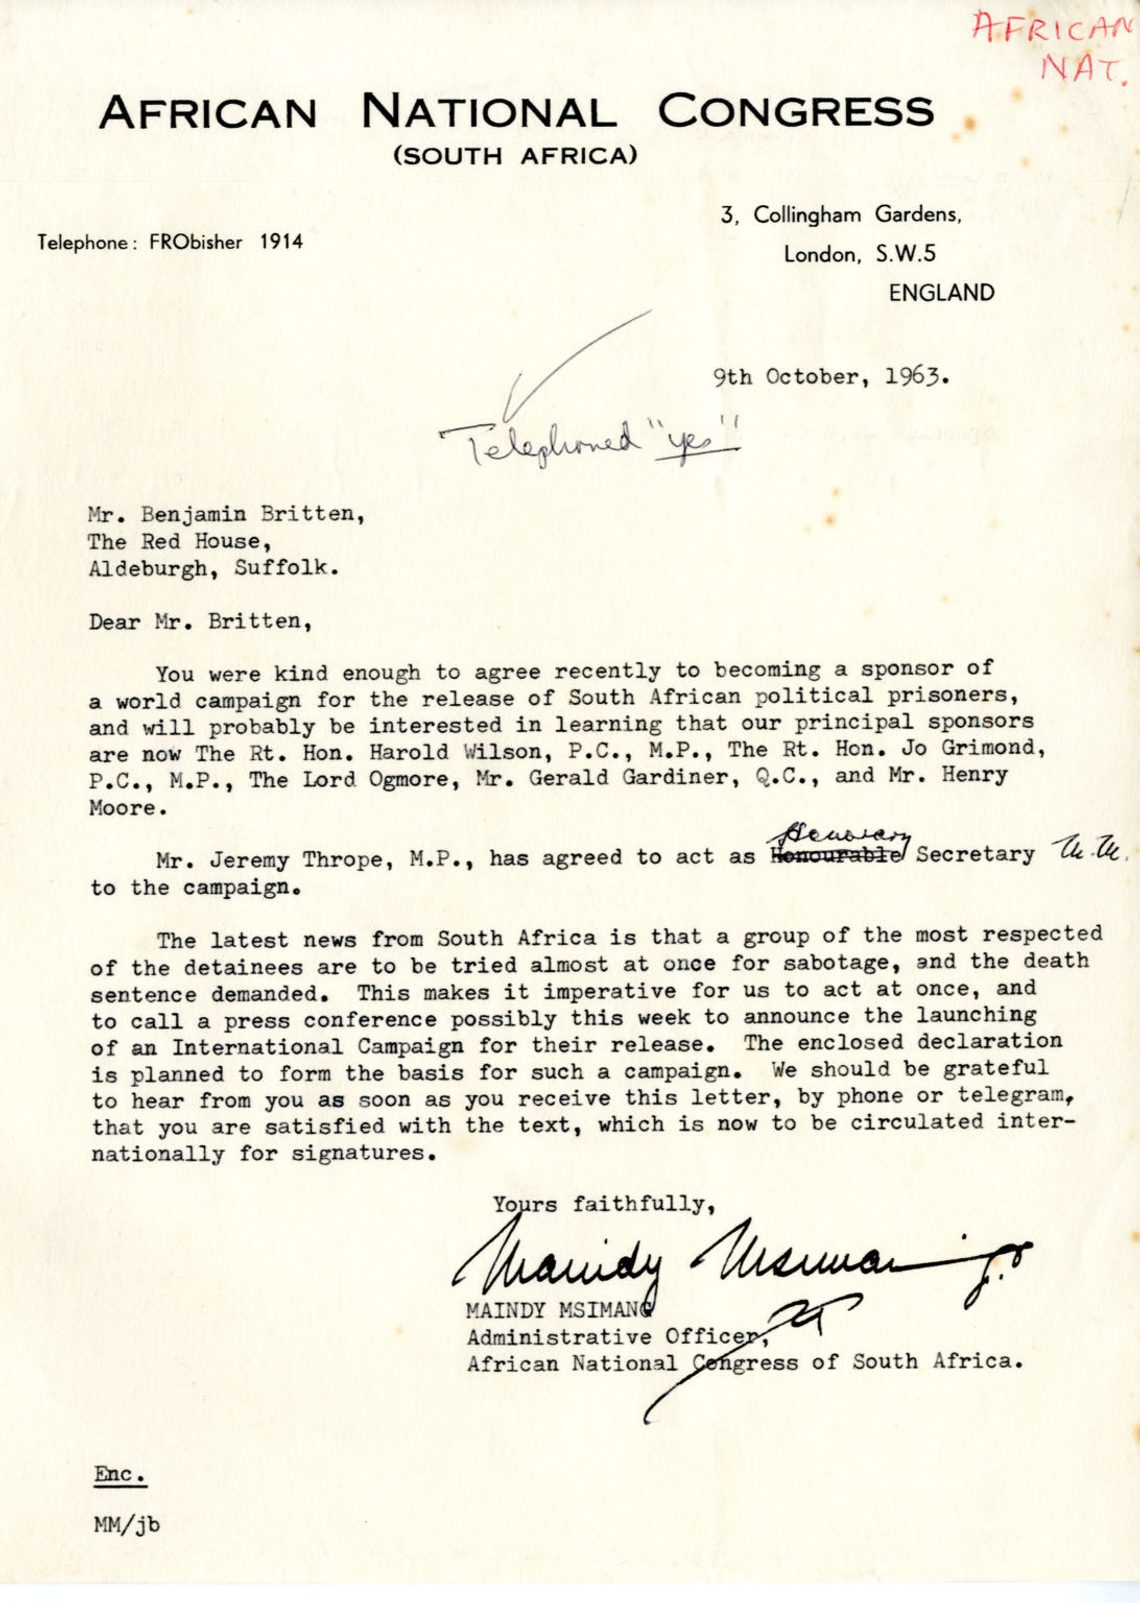 AFRICAN
NAT.
AFRICAN NATIONAL CONGRESS
(SOUTH AFRICA)
3, Collingham Gardens,
Telephone: FRObisher 1914
London, S.W.5
ENGLAND
9th October, 1963.
Telephoned "yes"
Mr. Benjamin Britten,
The Red House,
Aldeburgh, Suffolk.
Dear Mr. Britten,
You were kind enough to agree recently to becoming a sponsor of
a world campaign for the release of South African political prisoners,
and will probably be interested in learning that our principal sponsors
are now The Rt. Hon. Harold Wilson, P.C., M.P., The Rt. Hon. Jo Grimond,
P.C., M.P., The Lord Ogmore, Mr. Gerald Gardiner, Q.C., and Mr. Henry
Moore.
Honorary
Mr. Jeremy Thrope, M.P., has agreed to act as Honourable Secretary M.M.
to the campaign.
The latest news from South Africa is that a group of the most respected
of the detainees are to be tried almost at once for sabotage, and the death
sentence demanded. This makes it imperative for us to act at once, and
to call a press conference possibly this week to announce the launching
of an International Campaign for their release. The enclosed declaration
is planned to form the basis for such a campaign. We should be grateful
to hear from you as soon as you receive this letter, by phone or telegram,
that you are satisfied with the text, which is now to be circulated inter-
nationally for signatures.
Yours faithfully,
Maindy Msimang
MAINDY MSIMANG
Administrative Officer,
African National Congress of South Africa.
Enc.
MM/jb